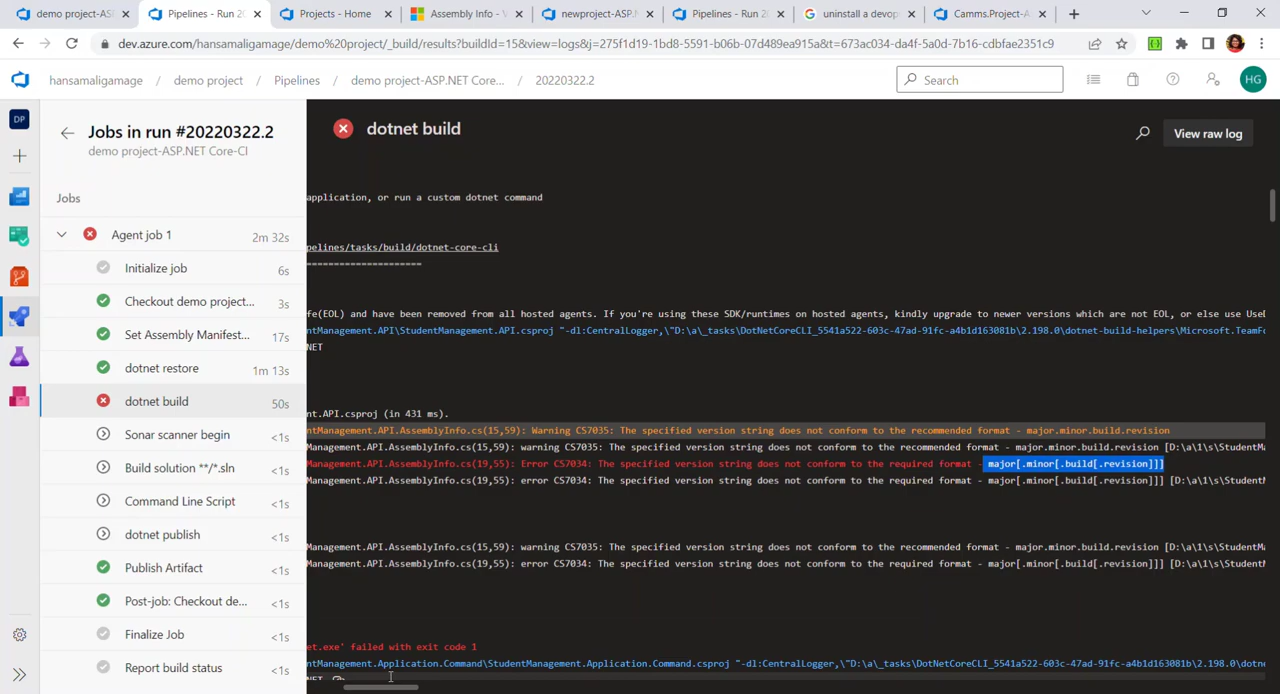 demo project-ASP.N
Pipelines - Run 20
Projects - Home
Assembly Info - V
newproject-ASP.N
Pipelines - Run 20
uninstall a devop
Camms.Project-A
dev.azure.com/hansamaligamage/demo%20project/_build/results?buildId=15&view=logs&j=275f1d19-1bd8-5591-b06b-07d489ea915a&t=673ac034-da4f-5a0d-7b16-cdbfae2351c9
hansamaligamage / demo project / Pipelines / demo project-ASP.NET Core... / 20220322.2
Search
HG
DP
Jobs in run #20220322.2
demo project-ASP.NET Core-CI
Jobs
Agent job 1 2m 32s
Initialize job 6s
Checkout demo project... 3s
Set Assembly Manifest... 17s
dotnet restore 1m 13s
dotnet build 50s
Sonar scanner begin <1s
Build solution **/*.sln <1s
Command Line Script <1s
dotnet publish <1s
Publish Artifact <1s
Post-job: Checkout de... <1s
Finalize Job <1s
Report build status <1s
dotnet build
View raw log
application, or run a custom dotnet command
pelines/tasks/build/dotnet-core-cli
=====================
fe(EOL) and have been removed from all hosted agents. If you're using these SDK/runtimes on hosted agents, kindly upgrade to newer versions which are not EOL, or else use UseD
entManagement.API\StudentManagement.API.csproj "-dl:CentralLogger,\"D:\a\_tasks\DotNetCoreCLI_5541a522-603c-47ad-91fc-a4b1d163081b\2.198.0\dotnet-build-helpers\Microsoft.TeamFo
NET
nt.API.csproj (in 431 ms).
ntManagement.API.AssemblyInfo.cs(15,59): Warning CS7035: The specified version string does not conform to the recommended format - major.minor.build.revision
Management.API.AssemblyInfo.cs(15,59): warning CS7035: The specified version string does not conform to the recommended format - major.minor.build.revision [D:\a\1\s\StudentM
ntManagement.API.AssemblyInfo.cs(19,55): Error CS7034: The specified version string does not conform to the required format - major[.minor[.build[.revision]]]
Management.API.AssemblyInfo.cs(19,55): error CS7034: The specified version string does not conform to the required format - major[.minor[.build[.revision]]] [D:\a\1\s\StudentM
Management.API.AssemblyInfo.cs(15,59): warning CS7035: The specified version string does not conform to the recommended format - major.minor.build.revision [D:\a\1\s\StudentMa
Management.API.AssemblyInfo.cs(19,55): error CS7034: The specified version string does not conform to the required format - major[.minor[.build[.revision]]] [D:\a\1\s\StudentM
et.exe' failed with exit code 1
ntManagement.Application.Command\StudentManagement.Application.Command.csproj "-dl:CentralLogger,\"D:\a\_tasks\DotNetCoreCLI_5541a522-603c-47ad-91fc-a4b1d163081b\2.198.0\dotne
NET